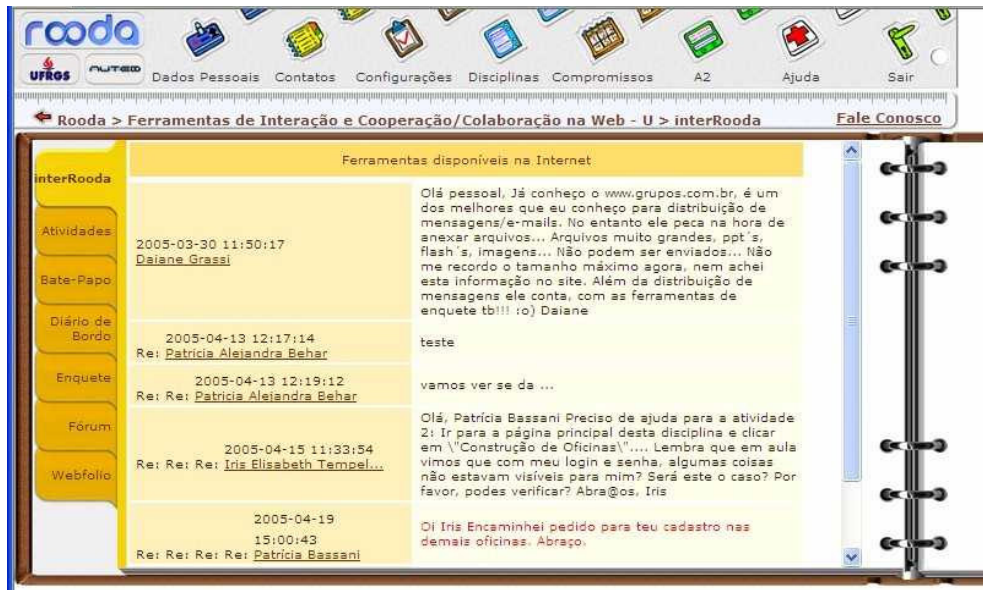 rooda
UFRGS
NUTED
Dados Pessoais
Contatos
Configurações
Disciplinas
Compromissos
A2
Ajuda
Sair
Rooda > Ferramentas de Interação e Cooperação/Colaboração na Web - U > interRooda
Fale Conosco
interRooda
Atividades
Bate-Papo
Diário de
Bordo
Enquete
Fórum
Webfolio
Ferramentas disponíveis na Internet
2005-03-30 11:50:17
Daiane Grassi
Olá pessoal, Já conheço o www.grupos.com.br, é um
dos melhores que eu conheço para distribuição de
mensagens/e-mails. No entanto ele peca na hora de
anexar arquivos... Arquivos muito grandes, ppt´s,
flash´s, imagens... Não podem ser enviados... Não
me recordo o tamanho máximo agora, nem achei
esta informação no site. Além da distribuição de
mensagens ele conta, com as ferramentas de
enquete tb!!! :o) Daiane
2005-04-13 12:17:14
Re: Patricia Alejandra Behar
teste
2005-04-13 12:19:12
Re: Re: Patricia Alejandra Behar
vamos ver se da ...
2005-04-15 11:33:54
Re: Re: Re: Iris Elisabeth Tempel...
Olá, Patrícia Bassani Preciso de ajuda para a atividade
2: Ir para a página principal desta disciplina e clicar
em \"Construção de Oficinas\".... Lembra que em aula
vimos que com meu login e senha, algumas coisas
não estavam visíveis para mim? Será este o caso? Por
favor, podes verificar? Abra@os, Iris
2005-04-19
15:00:43
Re: Re: Re: Re: Patrícia Bassani
Oi Iris Encaminhei pedido para teu cadastro nas
demais oficinas. Abraço.